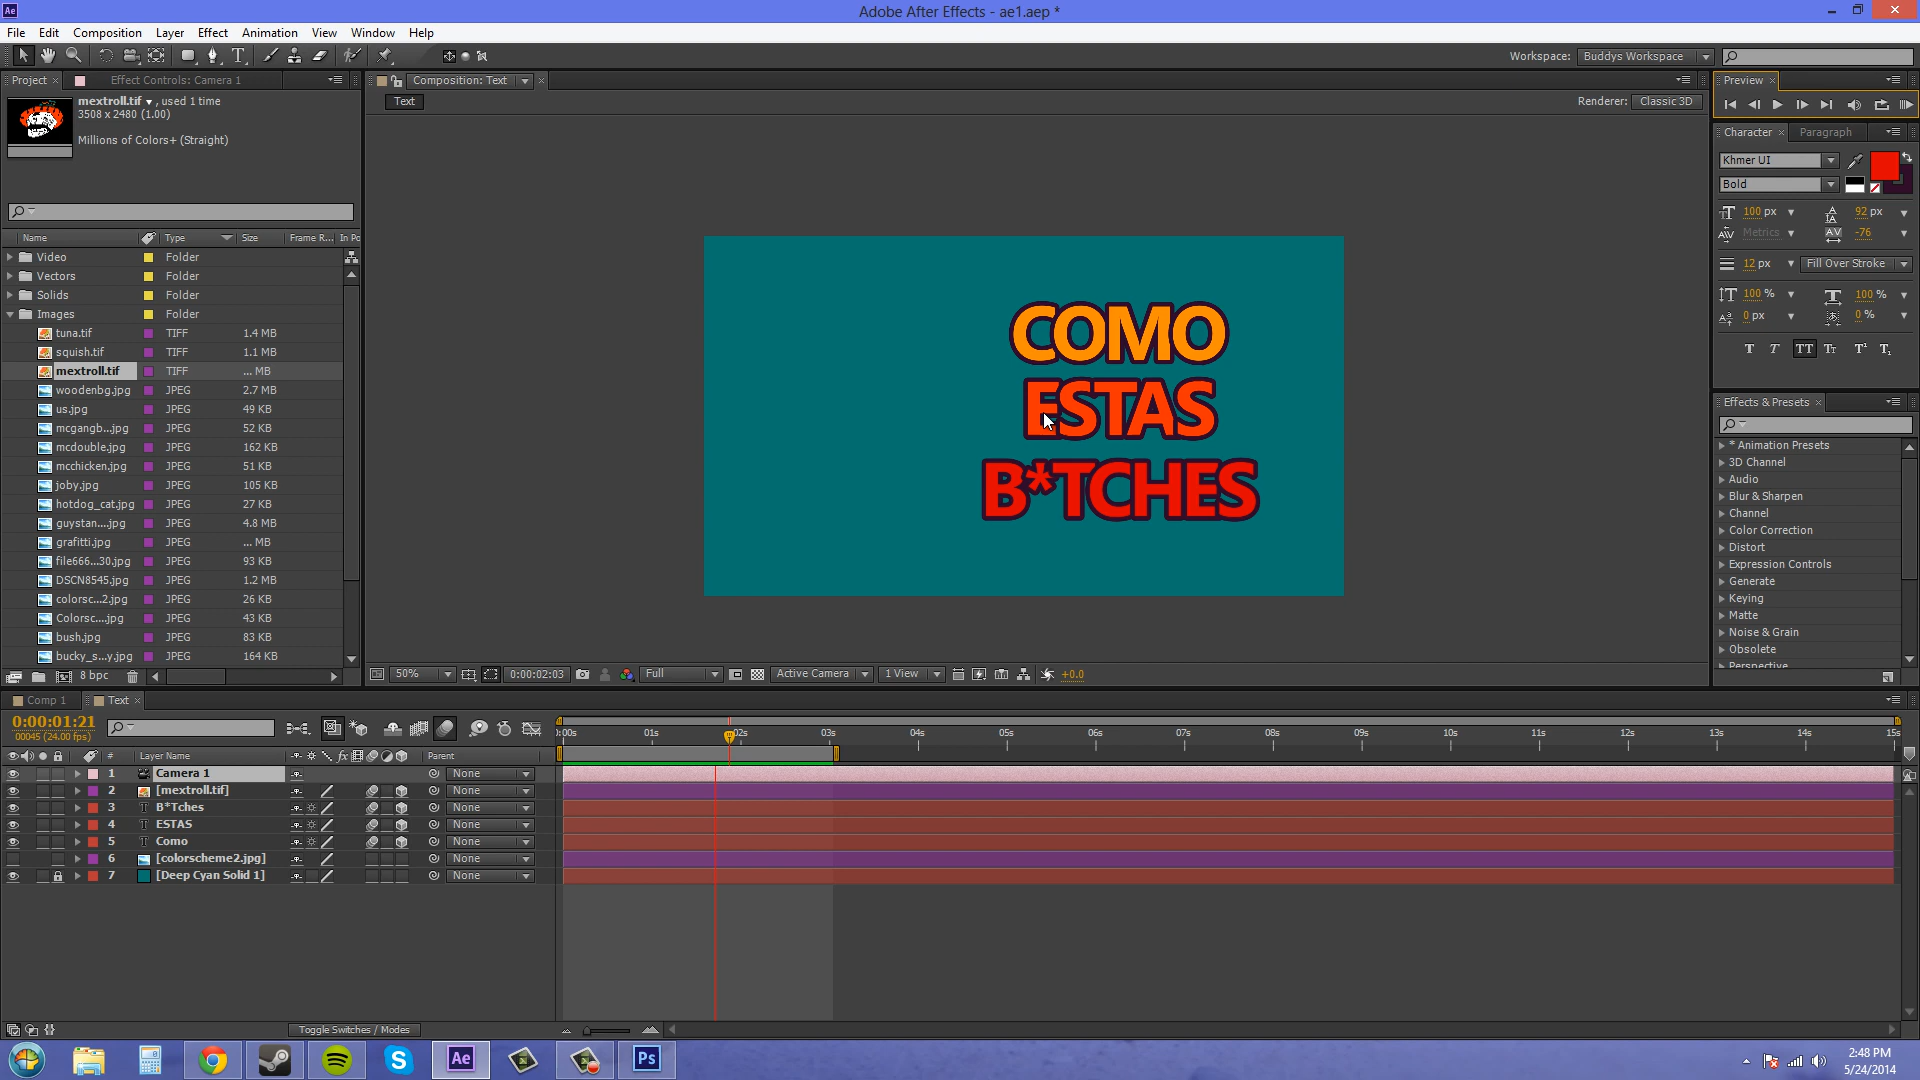 Ae
Adobe After Effects - ae1.aep *
File Edit Composition Layer Effect Animation View Window Help
Workspace: Buddys Workspace
Project Effect Controls: Camera 1
Composition: Text
Text
Renderer: Classic 3D
mextroll.tif , used 1 time
3508 x 2480 (1.00)
Millions of Colors+ (Straight)
Name Type Size Frame R... In Po
Video Folder
Vectors Folder
Solids Folder
Images Folder
tuna.tif TIFF 1.4 MB
squish.tif TIFF 1.1 MB
mextroll.tif TIFF ... MB
woodenbg.jpg JPEG 2.7 MB
us.jpg JPEG 49 KB
mcgangb...jpg JPEG 52 KB
mcdouble.jpg JPEG 162 KB
mcchicken.jpg JPEG 51 KB
joby.jpg JPEG 105 KB
hotdog_cat.jpg JPEG 27 KB
guystan....jpg JPEG 4.8 MB
grafitti.jpg JPEG ... MB
file666...30.jpg JPEG 93 KB
DSCN8545.jpg JPEG 1.2 MB
colorsc...2.jpg JPEG 26 KB
Colorsc....jpg JPEG 43 KB
bush.jpg JPEG 83 KB
bucky_s...y.jpg JPEG 164 KB
8 bpc
COMO
ESTAS
B*TCHES
50% 0:00:02:03 Full Active Camera 1 View +0.0
Preview
Character Paragraph
Khmer UI
Bold
100 px 92 px
Metrics -76
12 px Fill Over Stroke
100 % 100 %
0 px 0 %
T T TT Tt T¹ T₁
Effects & Presets
* Animation Presets
3D Channel
Audio
Blur & Sharpen
Channel
Color Correction
Distort
Expression Controls
Generate
Keying
Matte
Noise & Grain
Obsolete
Perspective
Comp 1 Text
0:00:01:21
00045 (24.00 fps)
# Layer Name Parent
):00s 01s 02s 03s 04s 05s 06s 07s 08s 09s 10s 11s 12s 13s 14s 15s
1 Camera 1 None
2 [mextroll.tif] None
3 T B*Tches None
4 T ESTAS None
5 T Como None
6 [colorscheme2.jpg] None
7 [Deep Cyan Solid 1] None
Toggle Switches / Modes
Ae Ps
2:48 PM
5/24/2014